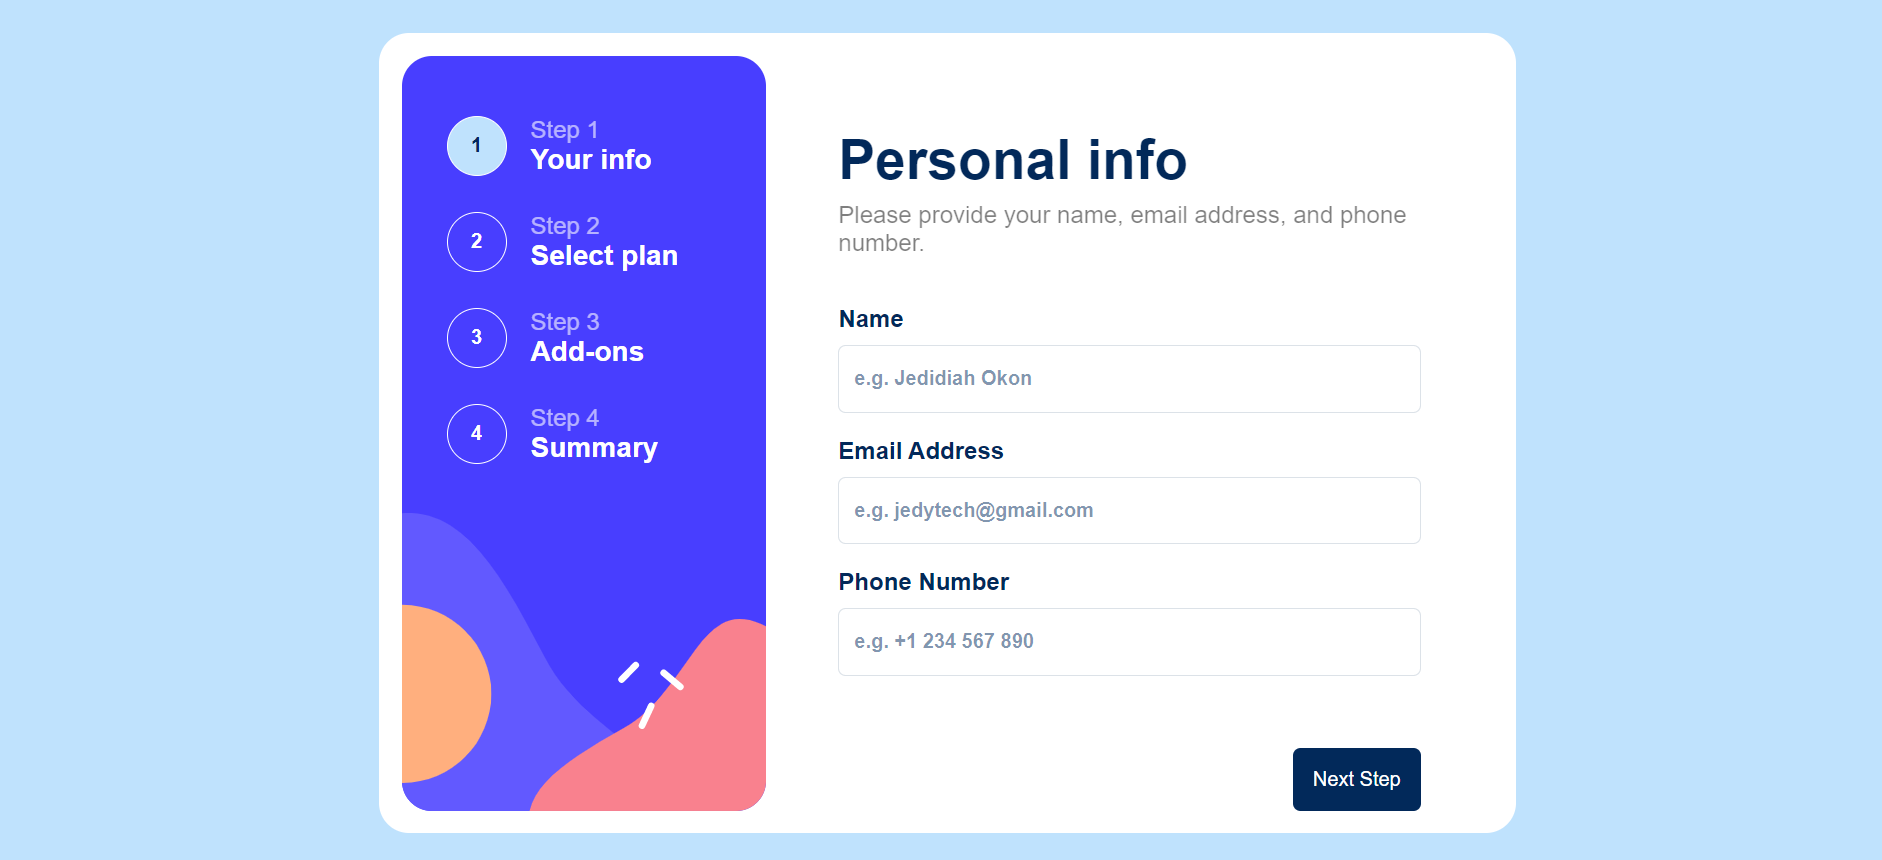 1
Step 1
Your info
2
Step 2
Select plan
3
Step 3
Add-ons
4
Step 4
Summary
Personal info
Please provide your name, email address, and phone
number.
Name
e.g. Jedidiah Okon
Email Address
e.g. jedytech@gmail.com
Phone Number
e.g. +1 234 567 890
Next Step